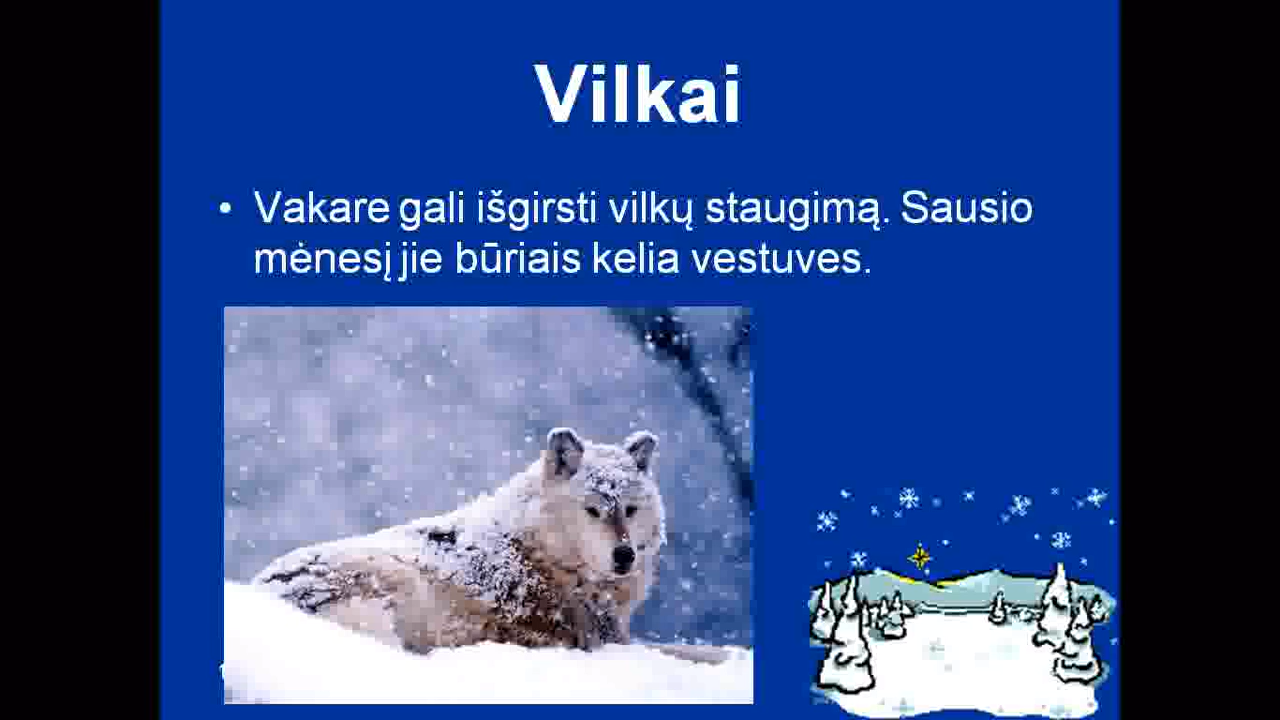 Vilkai
• Vakare gali išgirsti vilkų staugimą. Sausio
mėnesį jie būriais kelia vestuves.